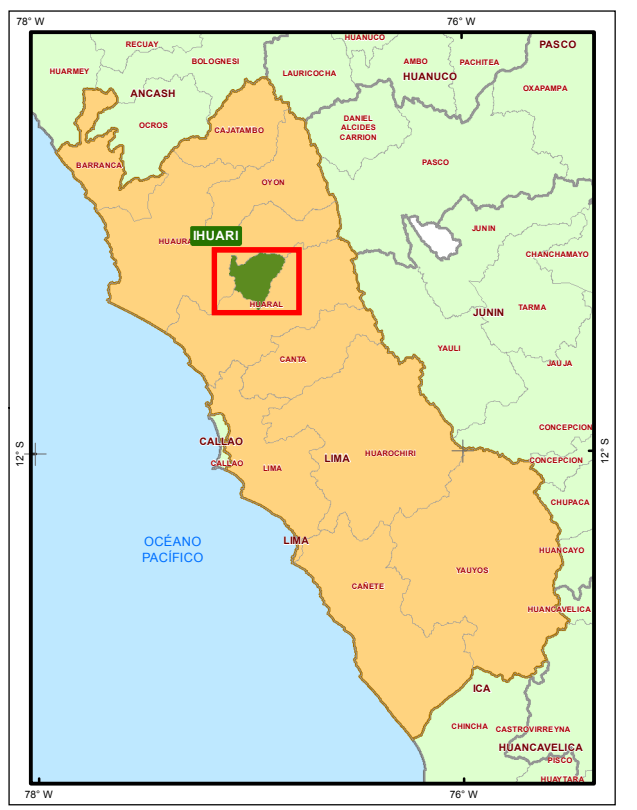 78° W
76° W
HUANUCO
RECUAY
PASCO
BOLOGNESI
AMBO
PACHITEA
HUARMEY
LAURICOCHA
HUANUCO
OXAPAMPA
ANCASH
DANIEL
ALCIDES
CARRION
OCROS
CAJATAMBO
BARRANCA
PASCO
OYON
JUNIN
IHUARI
HUAURA
CHANCHAMAYO
HUARAL
TARMA
JUNIN
YAULI
CANTA
JAUJA
CONCEPCION
CALLAO
12° S
12° S
HUAROCHIRI
LIMA
CALLAO
LIMA
CONCEPCION
CHUPACA
OCÉANO
PACÍFICO
LIMA
HUANCAYO
YAUYOS
CAÑETE
HUANCAVELICA
ICA
CHINCHA
CASTROVIRREYNA
HUANCAVELICA
PISCO
HUAYTARA
78° W
76° W